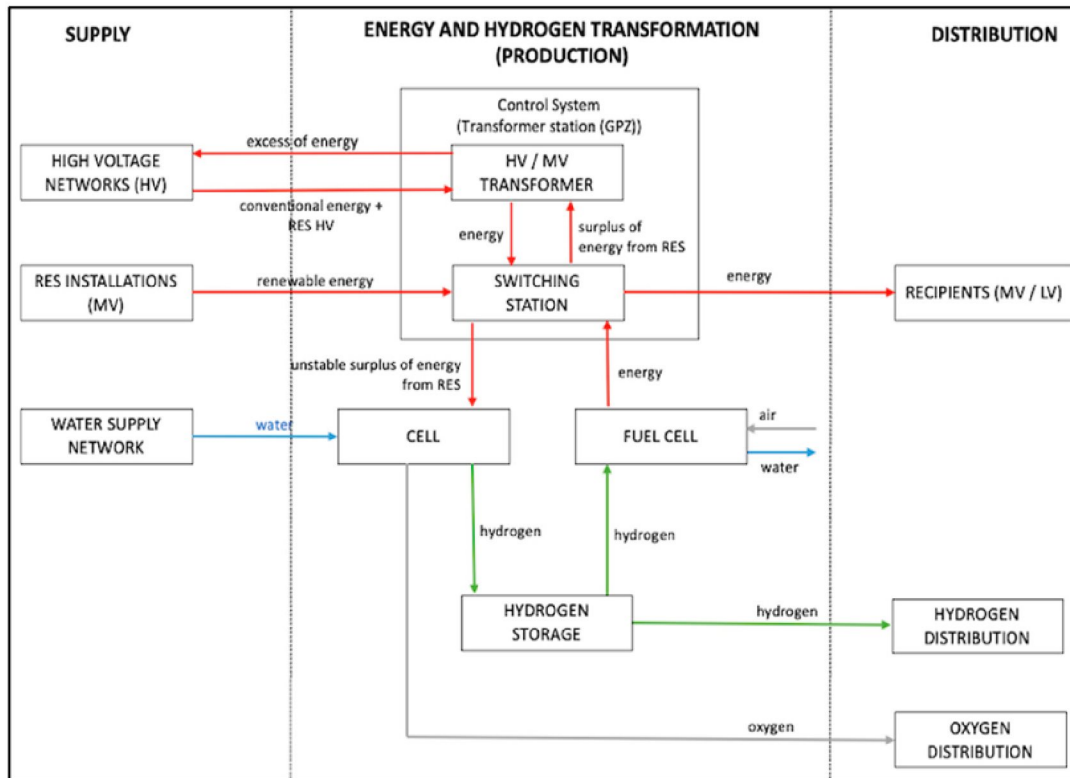 SUPPLY
ENERGY AND HYDROGEN TRANSFORMATION
(PRODUCTION)
DISTRIBUTION
Control System
(Transformer station (GPZ))
excess of energy
HIGH VOLTAGE
NETWORKS (HV)
HV / MV
TRANSFORMER
conventional energy +
RES HV
energy
surplus of
energy from RES
RES INSTALLATIONS
(MV)
renewable energy
SWITCHING
STATION
energy
RECIPIENTS (MV / LV)
unstable surplus of energy
from RES
energy
WATER SUPPLY
NETWORK
water
CELL
FUEL CELL
air
water
hydrogen
hydrogen
HYDROGEN
STORAGE
hydrogen
HYDROGEN
DISTRIBUTION
oxygen
OXYGEN
DISTRIBUTION